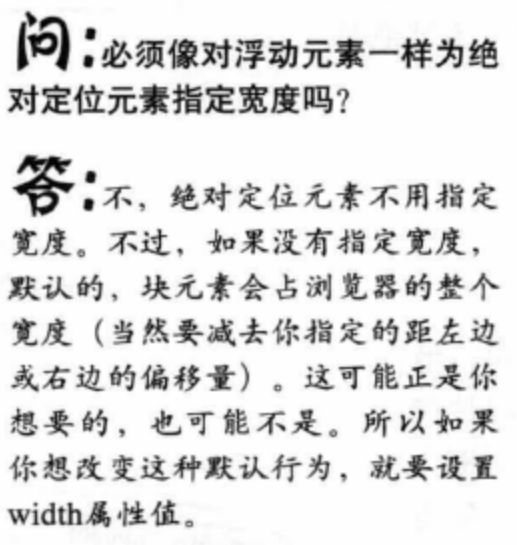 问：必须像对浮动元素一样为绝
对定位元素指定宽度吗?
答：不，绝对定位元素不用指定
宽度。不过，如果没有指定宽度，
默认的，块元素会占浏览器的整个
宽度（当然要减去你指定的距左边
或右边的偏移量）。这可能正是你
想要的，也可能不是。所以如果
你想改变这种默认行为，就要设置
width属性值。